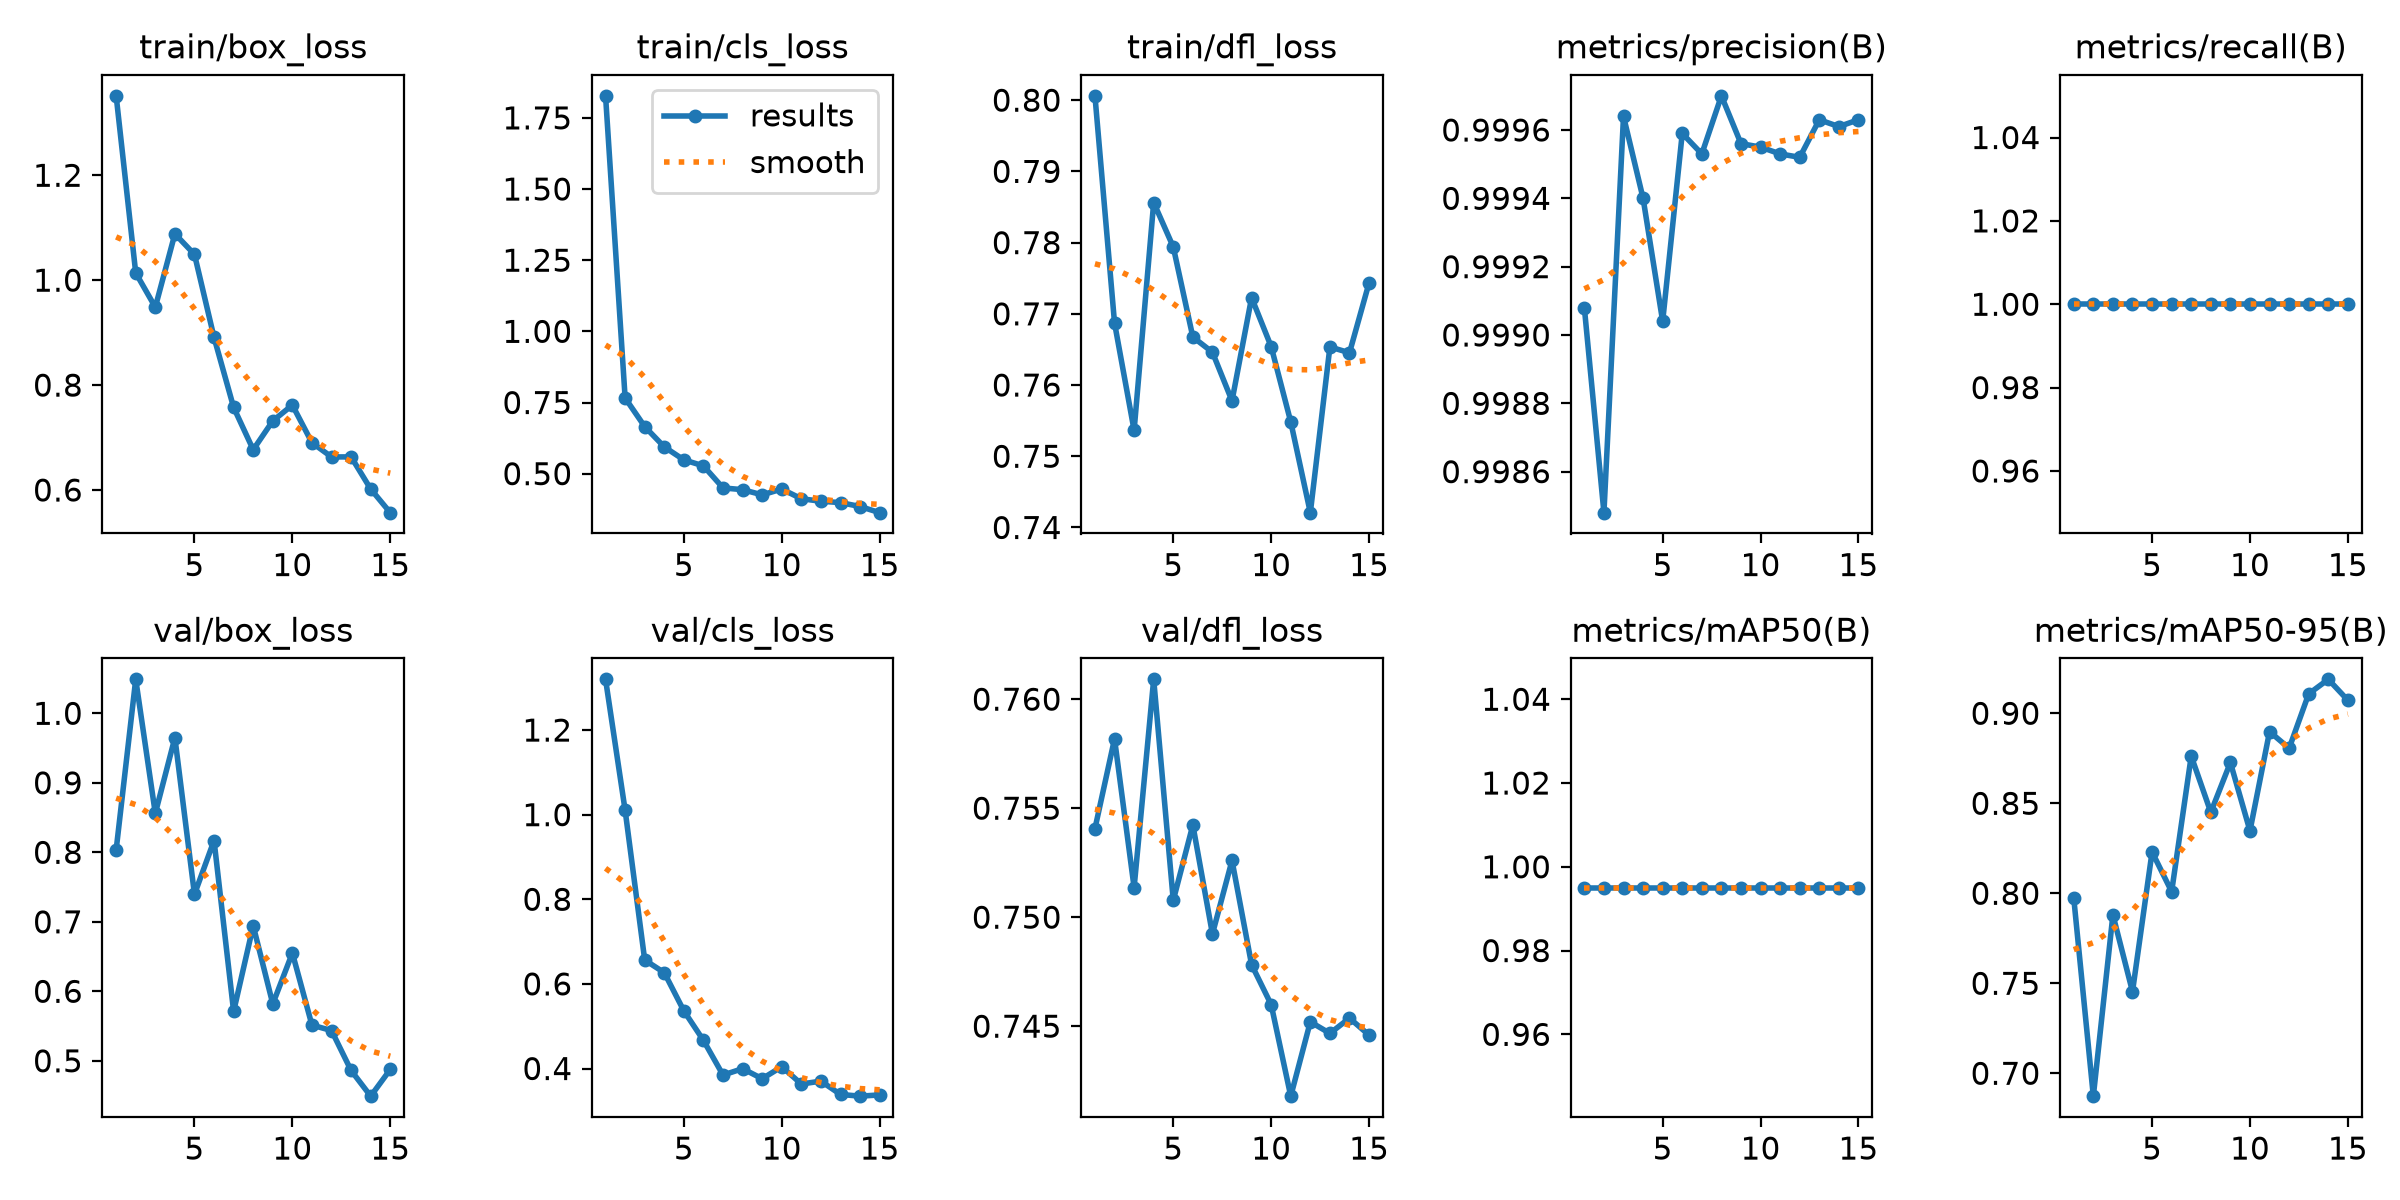 train/box_loss
1.2
1.0
0.8
0.6
5 10 15
train/cls_loss
results
smooth
1.75
1.50
1.25
1.00
0.75
0.50
5 10 15
train/dfl_loss
0.80
0.79
0.78
0.77
0.76
0.75
0.74
5 10 15
metrics/precision(B)
0.9996
0.9994
0.9992
0.9990
0.9988
0.9986
5 10 15
metrics/recall(B)
1.04
1.02
1.00
0.98
0.96
5 10 15
val/box_loss
1.0
0.9
0.8
0.7
0.6
0.5
5 10 15
val/cls_loss
1.2
1.0
0.8
0.6
0.4
5 10 15
val/dfl_loss
0.760
0.755
0.750
0.745
5 10 15
metrics/mAP50(B)
1.04
1.02
1.00
0.98
0.96
5 10 15
metrics/mAP50-95(B)
0.90
0.85
0.80
0.75
0.70
5 10 15